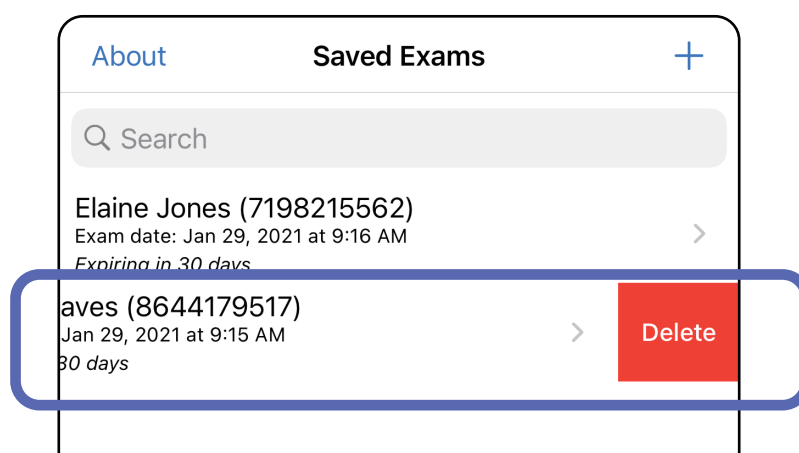 About
Saved Exams
Search
Elaine Jones (7198215562)
Exam date: Jan 29, 2021 at 9:16 AM
Expiring in 30 days
aves (8644179517)
Jan 29, 2021 at 9:15 AM
30 days
Delete